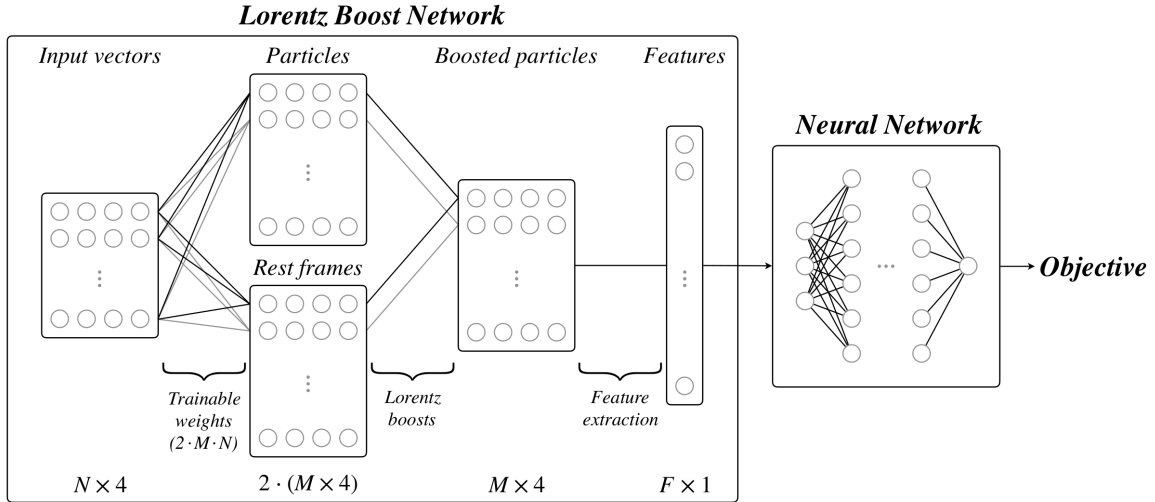 Lorentz Boost Network
Input vectors
Particles
Boosted particles
Features
Neural Network
Rest frames
Objective
Trainable
weights
(2·M·N)
Lorentz
boosts
Feature
extraction
N × 4
2 · (M × 4)
M × 4
F × 1